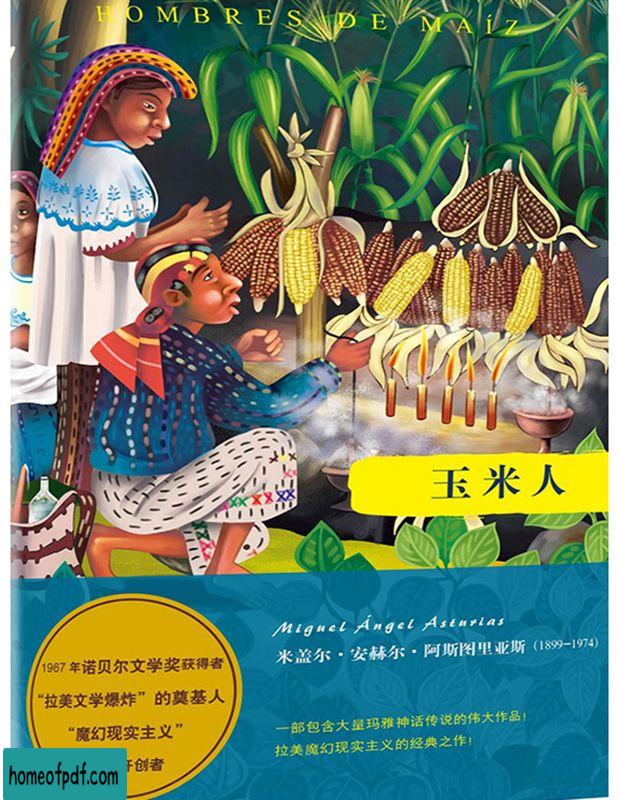 HOMBRES DE MAÍZ
玉米人
Miguel Ángel Asturias
米盖尔·安赫尔·阿斯图里亚斯(1899-1974)
1967年诺贝尔文学奖获得者
“拉美文学爆炸”的奠基人
“魔幻现实主义”
开创者
一部包含大量玛雅神话传说的伟大作品!
拉美魔幻现实主义的经典之作!
homeofpdf.com